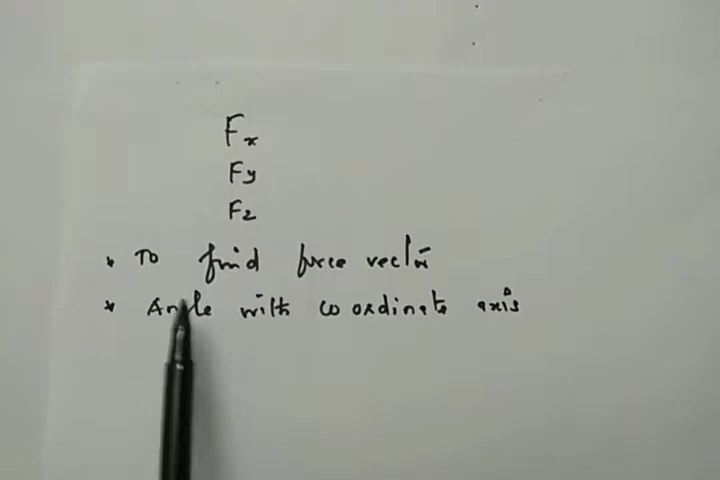 Fx
Fy
Fz
* To find force vector
* Angle with coordinate axis